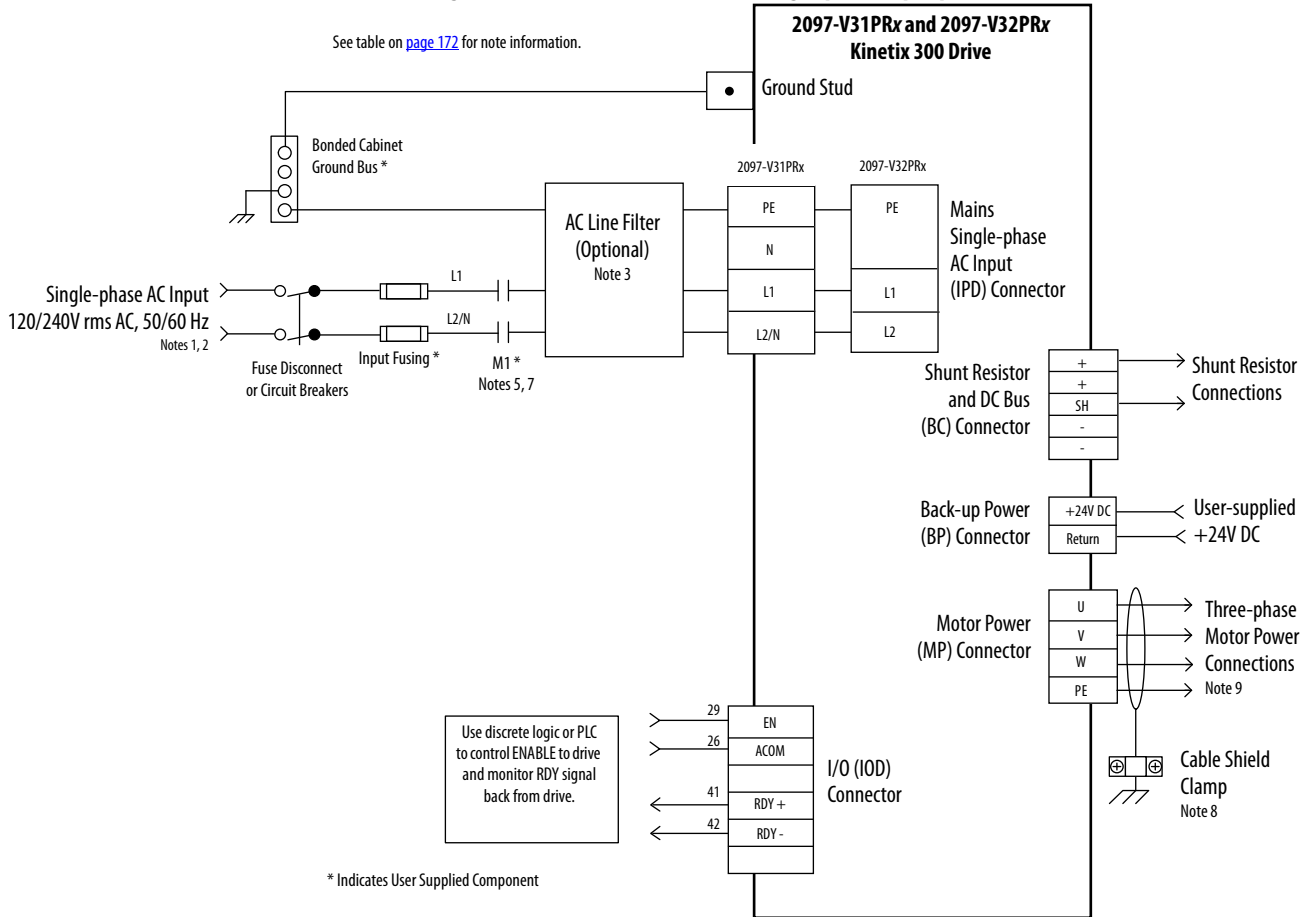 2097-V31PRx and 2097-V32PRx
Kinetix 300 Drive
See table on page 172 for note information.
Ground Stud
Bonded Cabinet
Ground Bus *
2097-V31PRx
2097-V32PRx
AC Line Filter
(Optional)
Note 3
PE
N
L1
L2/N
PE
L1
L2
Mains
Single-phase
AC Input
(IPD) Connector
Single-phase AC Input
120/240V rms AC, 50/60 Hz
Notes 1, 2
L1
L2/N
Fuse Disconnect
or Circuit Breakers
Input Fusing *
M1 *
Notes 5, 7
Shunt Resistor
and DC Bus
(BC) Connector
+
+
SH
-
-
Shunt Resistor
Connections
Back-up Power
(BP) Connector
+24V DC
Return
User-supplied
+24V DC
Motor Power
(MP) Connector
U
V
W
PE
Three-phase
Motor Power
Connections
Note 9
Use discrete logic or PLC
to control ENABLE to drive
and monitor RDY signal
back from drive.
29
26
41
42
EN
ACOM
RDY +
RDY -
I/O (IOD)
Connector
Cable Shield
Clamp
Note 8
* Indicates User Supplied Component